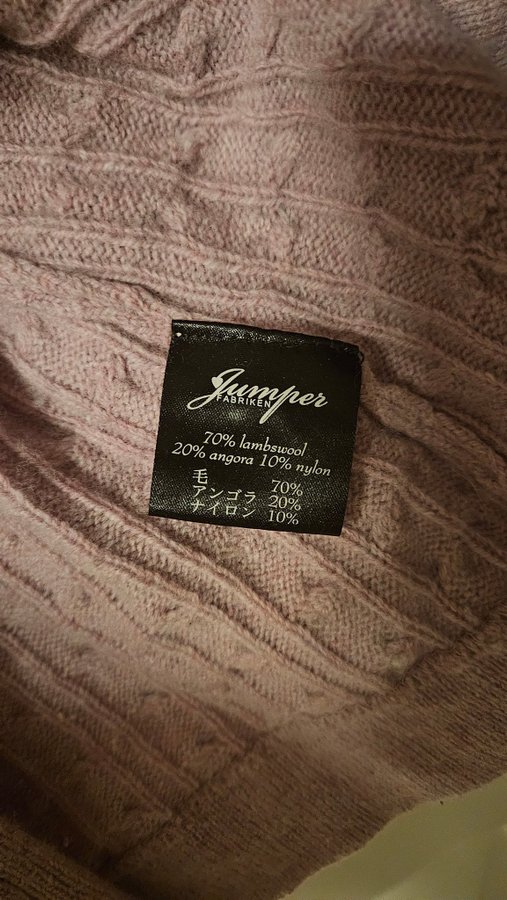 Jumper
FABRIKEN
70% lambswool
20% angora 10% nylon
毛 70%
アンゴラ 20%
ナイロン 10%